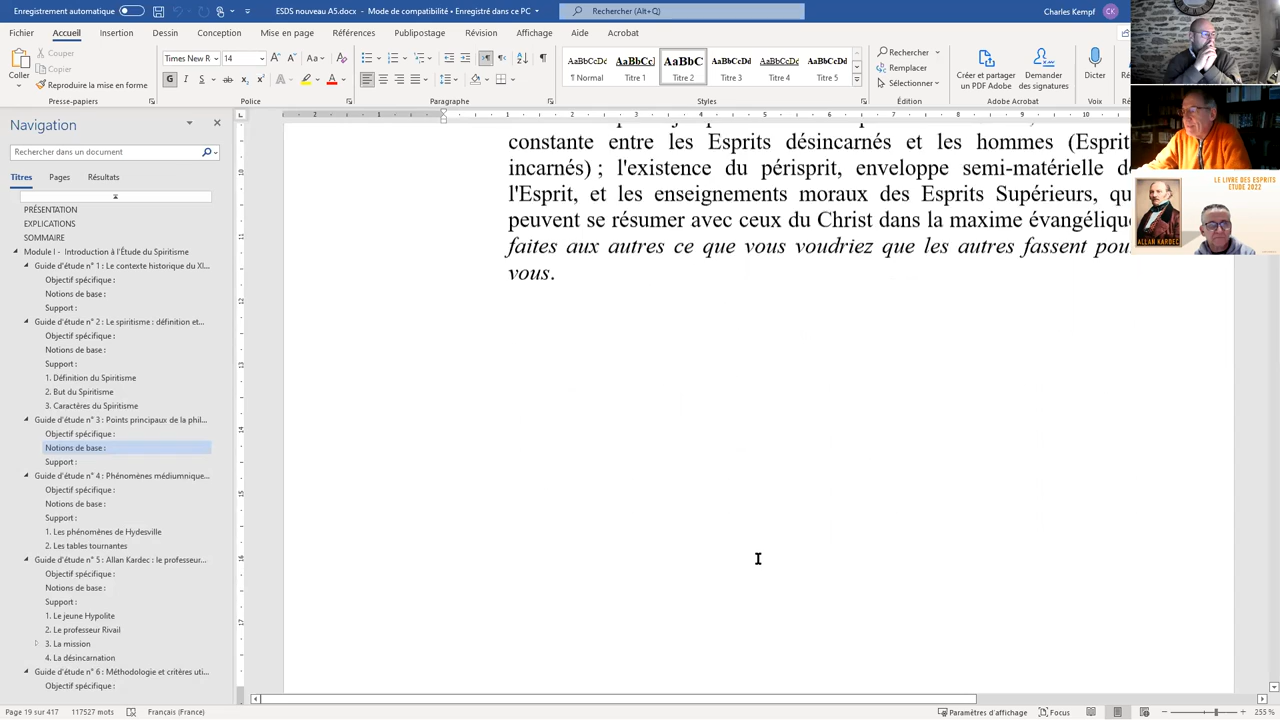 ESDS nouveau A5.docx - Mode de compatibilité • Enregistré dans ce PC
Enregistrement automatique
Rechercher (Alt+Q)
Charles Kempf
CK
Fichier Accueil Insertion Dessin Conception Mise en page Références Publipostage Révision Affichage Aide Acrobat
Coller
Couper
Copier
Reproduire la mise en forme
Presse-papiers
Times New R 14
Police
Paragraphe
AaBbCcDd AaBbCc AaBbC AaBbCcDd AaBbCcDd AaBbCcDd
¶ Normal Titre 1 Titre 2 Titre 3 Titre 4 Titre 5
Styles
Rechercher
Remplacer
Sélectionner
Édition
Créer et partager un PDF Adobe
Demander des signatures
Adobe Acrobat
Dicter
Voix
Navigation
Rechercher dans un document
Titres Pages Résultats
PRÉSENTATION
EXPLICATIONS
SOMMAIRE
Module I - Introduction à l'Étude du Spiritisme
Guide d'étude n° 1 : Le contexte historique du XI...
Objectif spécifique :
Notions de base :
Support :
Guide d'étude n° 2 : Le spiritisme : définition et...
Objectif spécifique :
Notions de base :
Support :
1. Définition du Spiritisme
2. But du Spiritisme
3. Caractères du Spiritisme
Guide d'étude n° 3 : Points principaux de la phil...
Objectif spécifique :
Notions de base :
Support :
Guide d'étude n° 4 : Phénomènes médiumnique...
Objectif spécifique :
Notions de base :
Support :
1. Les phénomènes de Hydesville
2. Les tables tournantes
Guide d'étude n° 5 : Allan Kardec : le professeur...
Objectif spécifique :
Notions de base :
Support :
1. Le jeune Hypolite
2. Le professeur Rivail
3. La mission
4. La désincarnation
Guide d'étude n° 6 : Méthodologie et critères uti...
Objectif spécifique :
constante entre les Esprits désincarnés et les hommes (Esprit
incarnés) ; l'existence du périsprit, enveloppe semi-matérielle d
l'Esprit, et les enseignements moraux des Esprits Supérieurs, qu
peuvent se résumer avec ceux du Christ dans la maxime évangéliqu
faites aux autres ce que vous voudriez que les autres fassent pou
vous.
LE LIVRE DES ESPRITS
ETUDE 2022
ALLAN KARDEC
Page 19 sur 417 117527 mots Français (France)
Paramètres d'affichage Focus 255 %